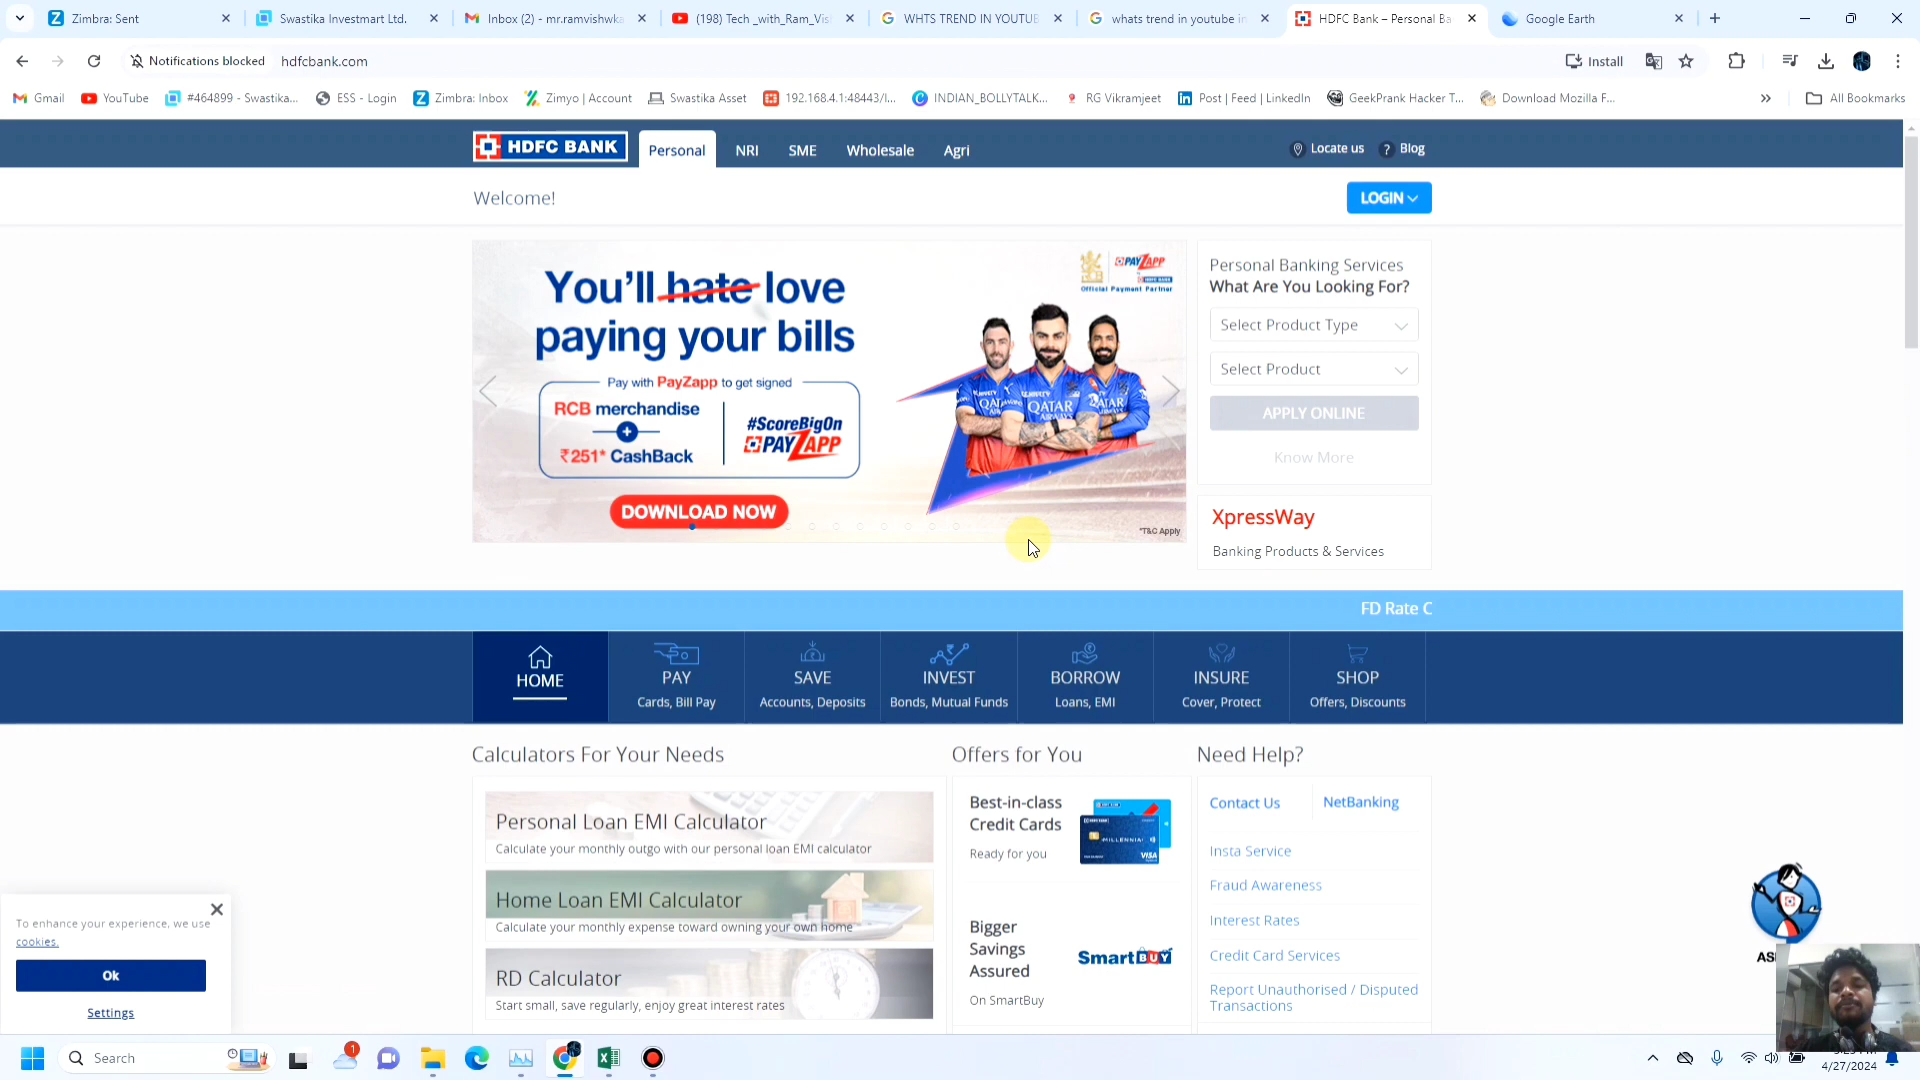 Zimbra: Sent
Swastika Investmart Ltd.
Inbox (2) - mr.ramvishwka
(198) Tech _with_Ram_Vis
WHTS TREND IN YOUTUB
whats trend in youtube in
HDFC Bank – Personal Ba
Google Earth
Notifications blocked
hdfcbank.com
Install
Gmail
YouTube
#464899 - Swastika...
ESS - Login
Zimbra: Inbox
Zimyo | Account
Swastika Asset
192.168.4.1:48443/l...
INDIAN_BOLLYTALK...
RG Vikramjeet
Post | Feed | LinkedIn
GeekPrank Hacker T...
Download Mozilla F...
All Bookmarks
HDFC BANK
Personal
NRI
SME
Wholesale
Agri
Locate us
Blog
Welcome!
LOGIN
You'll hate love
paying your bills
Pay with PayZapp to get signed
RCB merchandise
+
₹251* CashBack
#ScoreBigOn
PAYZAPP
DOWNLOAD NOW
PAYZAPP
Official Payment Partner
QATAR
AIRWAYS
*T&C Apply
Personal Banking Services
What Are You Looking For?
Select Product Type
Select Product
APPLY ONLINE
Know More
XpressWay
Banking Products & Services
FD Rate C
HOME
PAY
Cards, Bill Pay
SAVE
Accounts, Deposits
INVEST
Bonds, Mutual Funds
BORROW
Loans, EMI
INSURE
Cover, Protect
SHOP
Offers, Discounts
Calculators For Your Needs
Personal Loan EMI Calculator
Calculate your monthly outgo with our personal loan EMI calculator
Home Loan EMI Calculator
Calculate your monthly expense toward owning your own home
RD Calculator
Start small, save regularly, enjoy great interest rates
Offers for You
Best-in-class
Credit Cards
Ready for you
MILLENNIA
VISA
Bigger
Savings
Assured
On SmartBuy
SmartBUY
Need Help?
Contact Us
NetBanking
Insta Service
Fraud Awareness
Interest Rates
Credit Card Services
Report Unauthorised / Disputed
Transactions
To enhance your experience, we use
cookies.
Ok
Settings
Search
1
4/27/2024